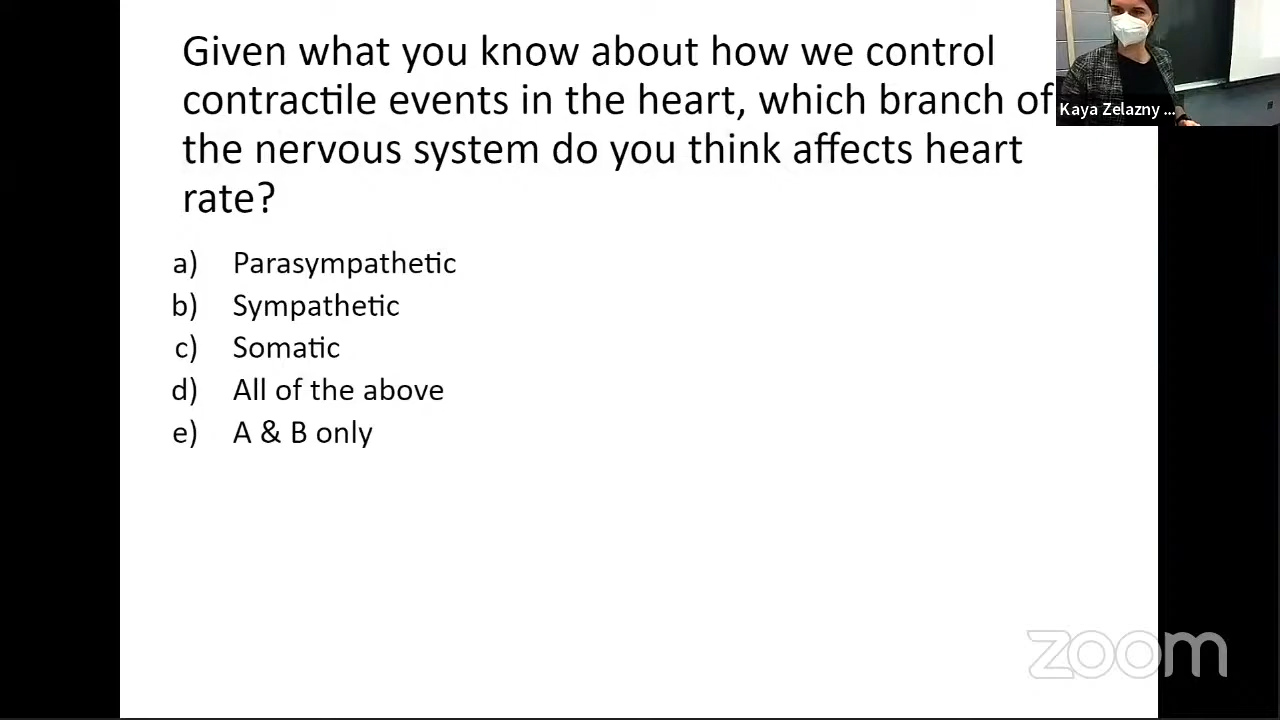 Given what you know about how we control
contractile events in the heart, which branch of
the nervous system do you think affects heart
rate?
Kaya Zelazny ...
a) Parasympathetic
b) Sympathetic
c) Somatic
d) All of the above
e) A & B only
zoom